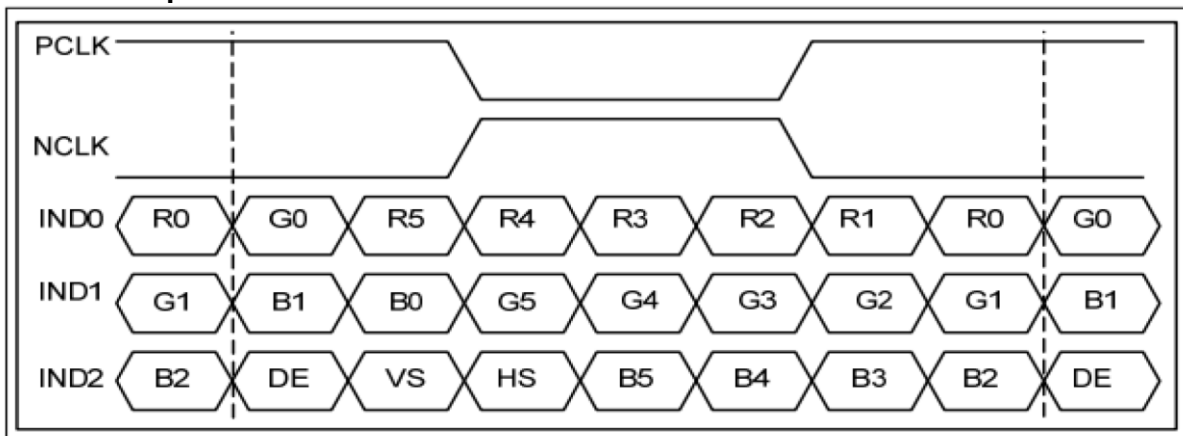 PCLK
NCLK
IND0 R0 G0 R5 R4 R3 R2 R1 R0 G0
IND1 G1 B1 B0 G5 G4 G3 G2 G1 B1
IND2 B2 DE VS HS B5 B4 B3 B2 DE